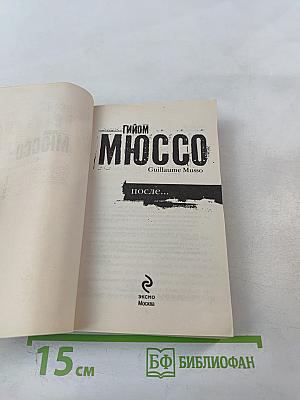 ГИЙОМ
МЮССО
Guillaume Musso
после...
ЭКСМО
Москва
15 см
БФ БИБЛИОФАН